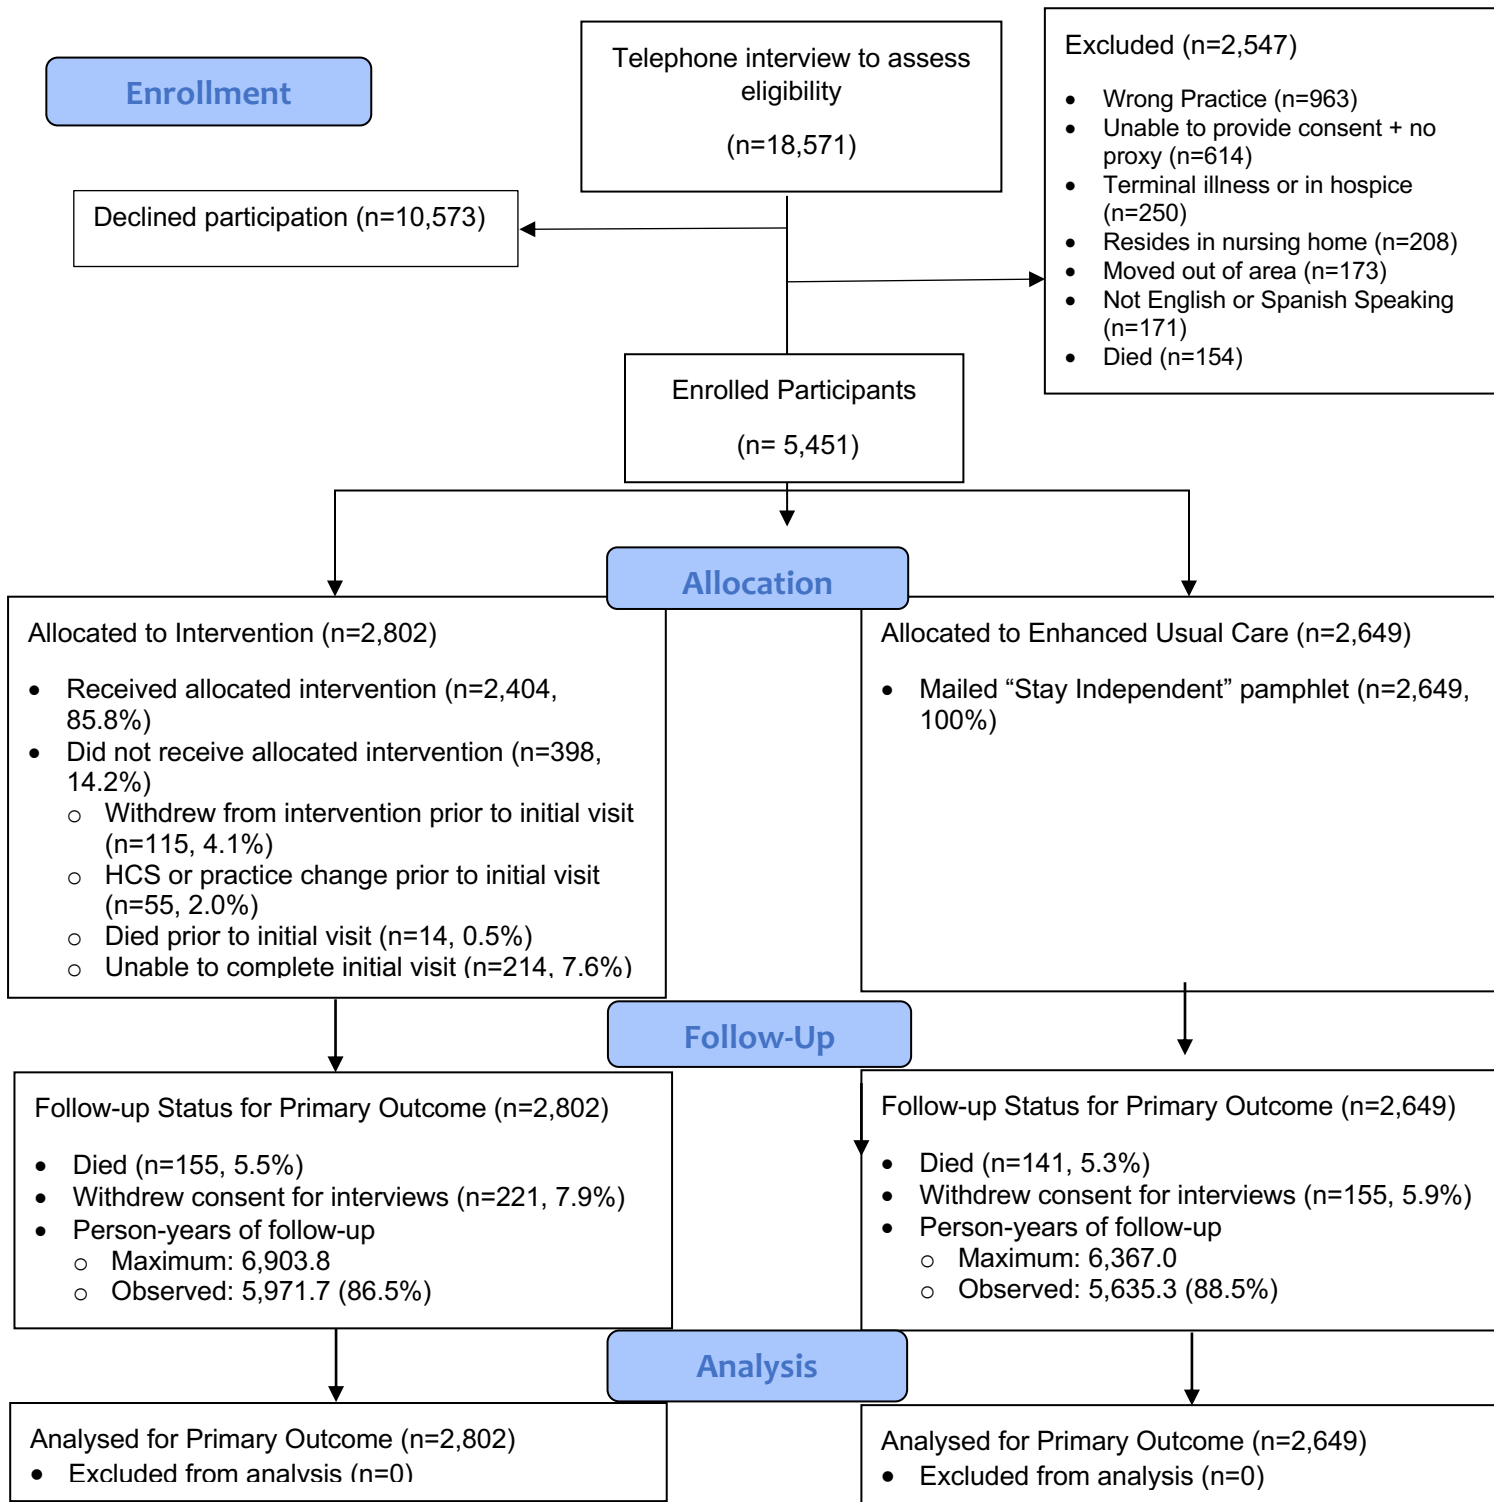 Enrollment
Telephone interview to assess
eligibility
(n=18,571)
Excluded (n=2,547)
• Wrong Practice (n=963)
• Unable to provide consent + no
proxy (n=614)
• Terminal illness or in hospice
(n=250)
• Resides in nursing home (n=208)
• Moved out of area (n=173)
• Not English or Spanish Speaking
(n=171)
• Died (n=154)
Declined participation (n=10,573)
Enrolled Participants
(n= 5,451)
Allocation
Allocated to Intervention (n=2,802)
• Received allocated intervention (n=2,404,
85.8%)
• Did not receive allocated intervention (n=398,
14.2%)
o Withdrew from intervention prior to initial visit
(n=115, 4.1%)
o HCS or practice change prior to initial visit
(n=55, 2.0%)
o Died prior to initial visit (n=14, 0.5%)
o Unable to complete initial visit (n=214, 7.6%)
Allocated to Enhanced Usual Care (n=2,649)
• Mailed “Stay Independent” pamphlet (n=2,649,
100%)
Follow-Up
Follow-up Status for Primary Outcome (n=2,802)
• Died (n=155, 5.5%)
• Withdrew consent for interviews (n=221, 7.9%)
• Person-years of follow-up
o Maximum: 6,903.8
o Observed: 5,971.7 (86.5%)
Follow-up Status for Primary Outcome (n=2,649)
• Died (n=141, 5.3%)
• Withdrew consent for interviews (n=155, 5.9%)
• Person-years of follow-up
o Maximum: 6,367.0
o Observed: 5,635.3 (88.5%)
Analysis
Analysed for Primary Outcome (n=2,802)
• Excluded from analysis (n=0)
Analysed for Primary Outcome (n=2,649)
• Excluded from analysis (n=0)